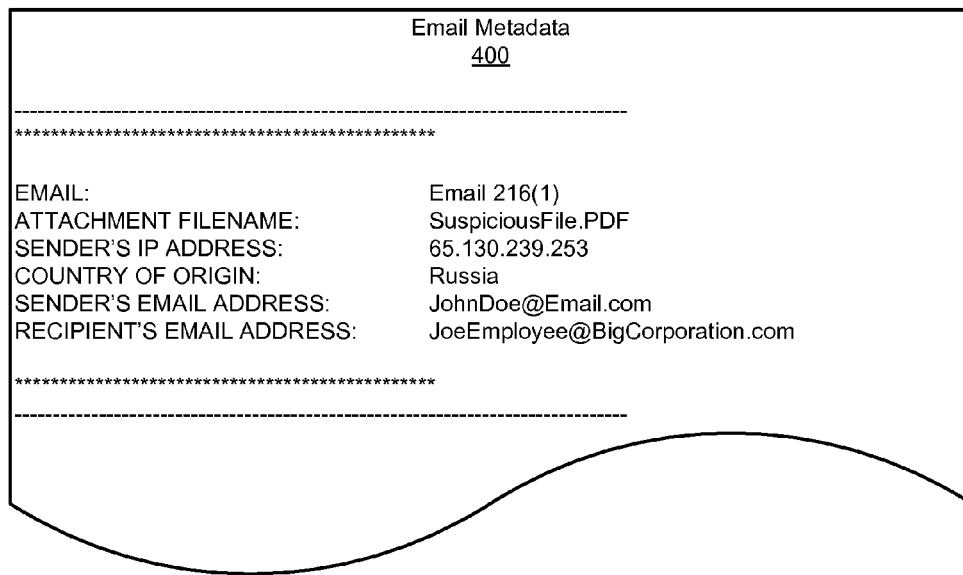 Email Metadata
400
--------------------------------------------------------------------------------
***********************************************
EMAIL: Email 216(1)
ATTACHMENT FILENAME: SuspiciousFile.PDF
SENDER'S IP ADDRESS: 65.130.239.253
COUNTRY OF ORIGIN: Russia
SENDER'S EMAIL ADDRESS: JohnDoe@Email.com
RECIPIENT'S EMAIL ADDRESS: JoeEmployee@BigCorporation.com
***********************************************
--------------------------------------------------------------------------------